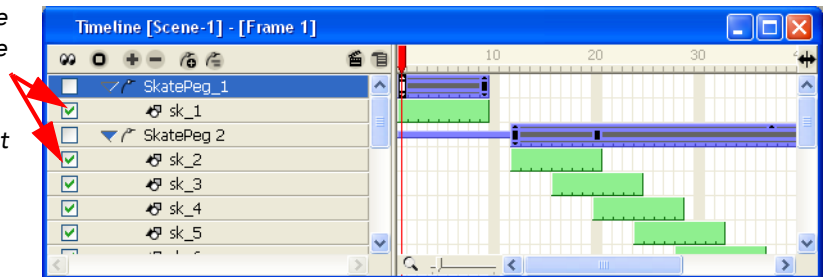 e
Timeline [Scene-1] - [Frame 1]
e
10 20 30
SkatePeg_1
sk_1
t
SkatePeg 2
sk_2
sk_3
sk_4
sk_5